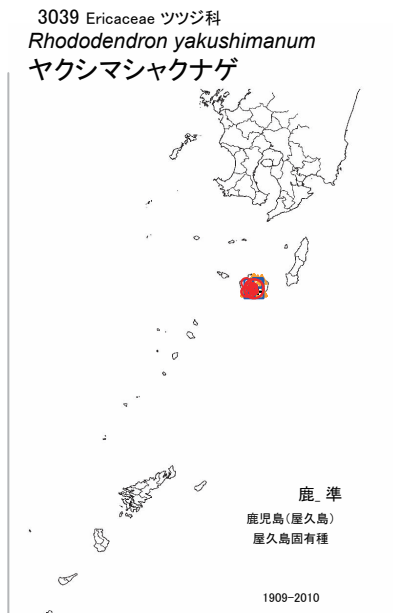 3039 Ericaceae ツツジ科
Rhododendron yakushimanum
ヤクシマシャクナゲ
鹿_準
鹿児島(屋久島)
屋久島固有種
1909-2010